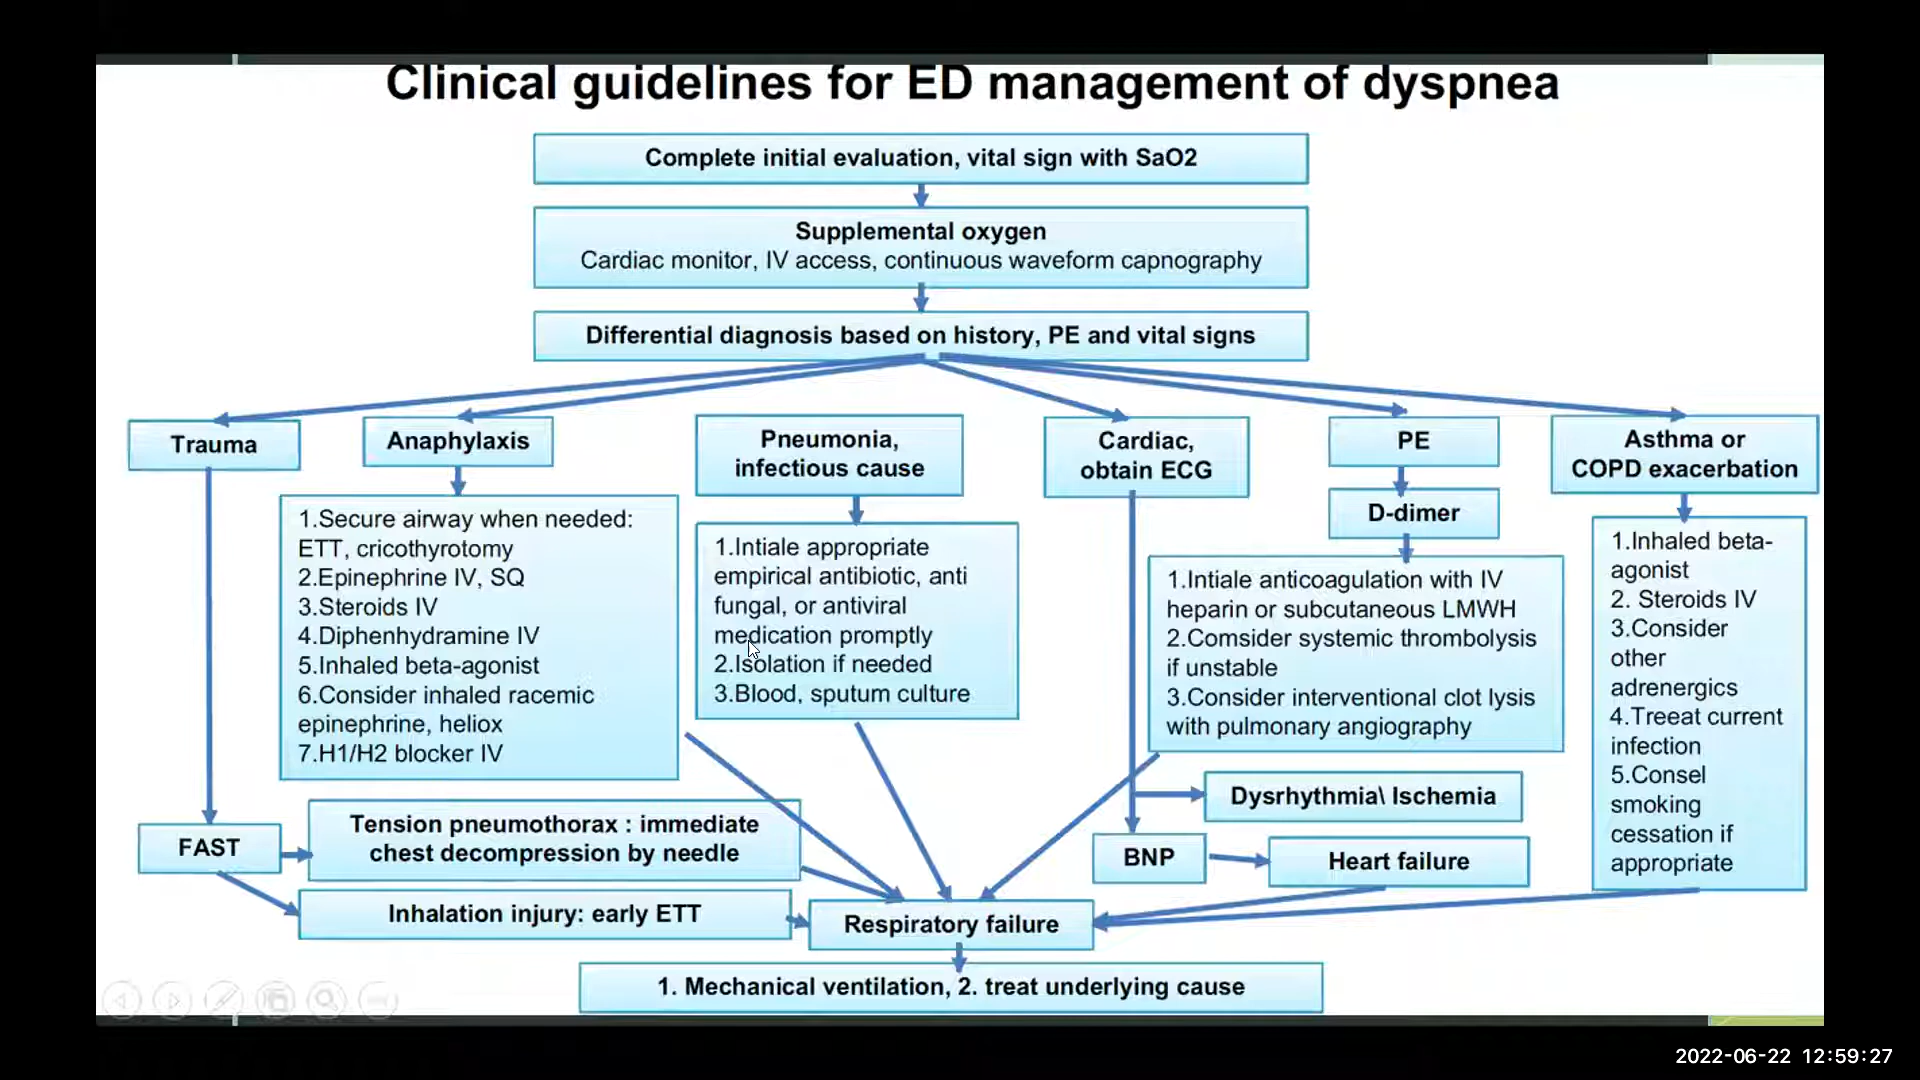 Clinical guidelines for ED management of dyspnea
Complete initial evaluation, vital sign with SaO2
Supplemental oxygen
Cardiac monitor, IV access, continuous waveform capnography
Differential diagnosis based on history, PE and vital signs
Trauma
Anaphylaxis
Pneumonia,
infectious cause
Cardiac,
obtain ECG
PE
Asthma or
COPD exacerbation
D-dimer
1.Secure airway when needed:
ETT, cricothyrotomy
2.Epinephrine IV, SQ
3.Steroids IV
4.Diphenhydramine IV
5.Inhaled beta-agonist
6.Consider inhaled racemic
epinephrine, heliox
7.H1/H2 blocker IV
1.Intiale appropriate
empirical antibiotic, anti
fungal, or antiviral
medication promptly
2.Isolation if needed
3.Blood, sputum culture
1.Intiale anticoagulation with IV
heparin or subcutaneous LMWH
2.Comsider systemic thrombolysis
if unstable
3.Consider interventional clot lysis
with pulmonary angiography
1.Inhaled beta-
agonist
2. Steroids IV
3.Consider
other
adrenergics
4.Treeat current
infection
5.Consel
smoking
cessation if
appropriate
Dysrhythmia\ Ischemia
FAST
Tension pneumothorax : immediate
chest decompression by needle
BNP
Heart failure
Inhalation injury: early ETT
Respiratory failure
1. Mechanical ventilation, 2. treat underlying cause
2022-06-22 12:59:27